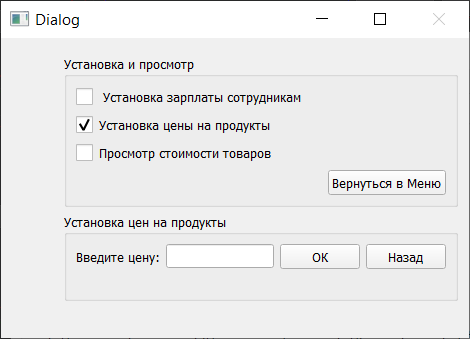 Dialog
Установка и просмотр
Установка зарплаты сотрудникам
Установка цены на продукты
Просмотр стоимости товаров
Вернуться в Меню
Установка цен на продукты
Введите цену:
ОК
Назад